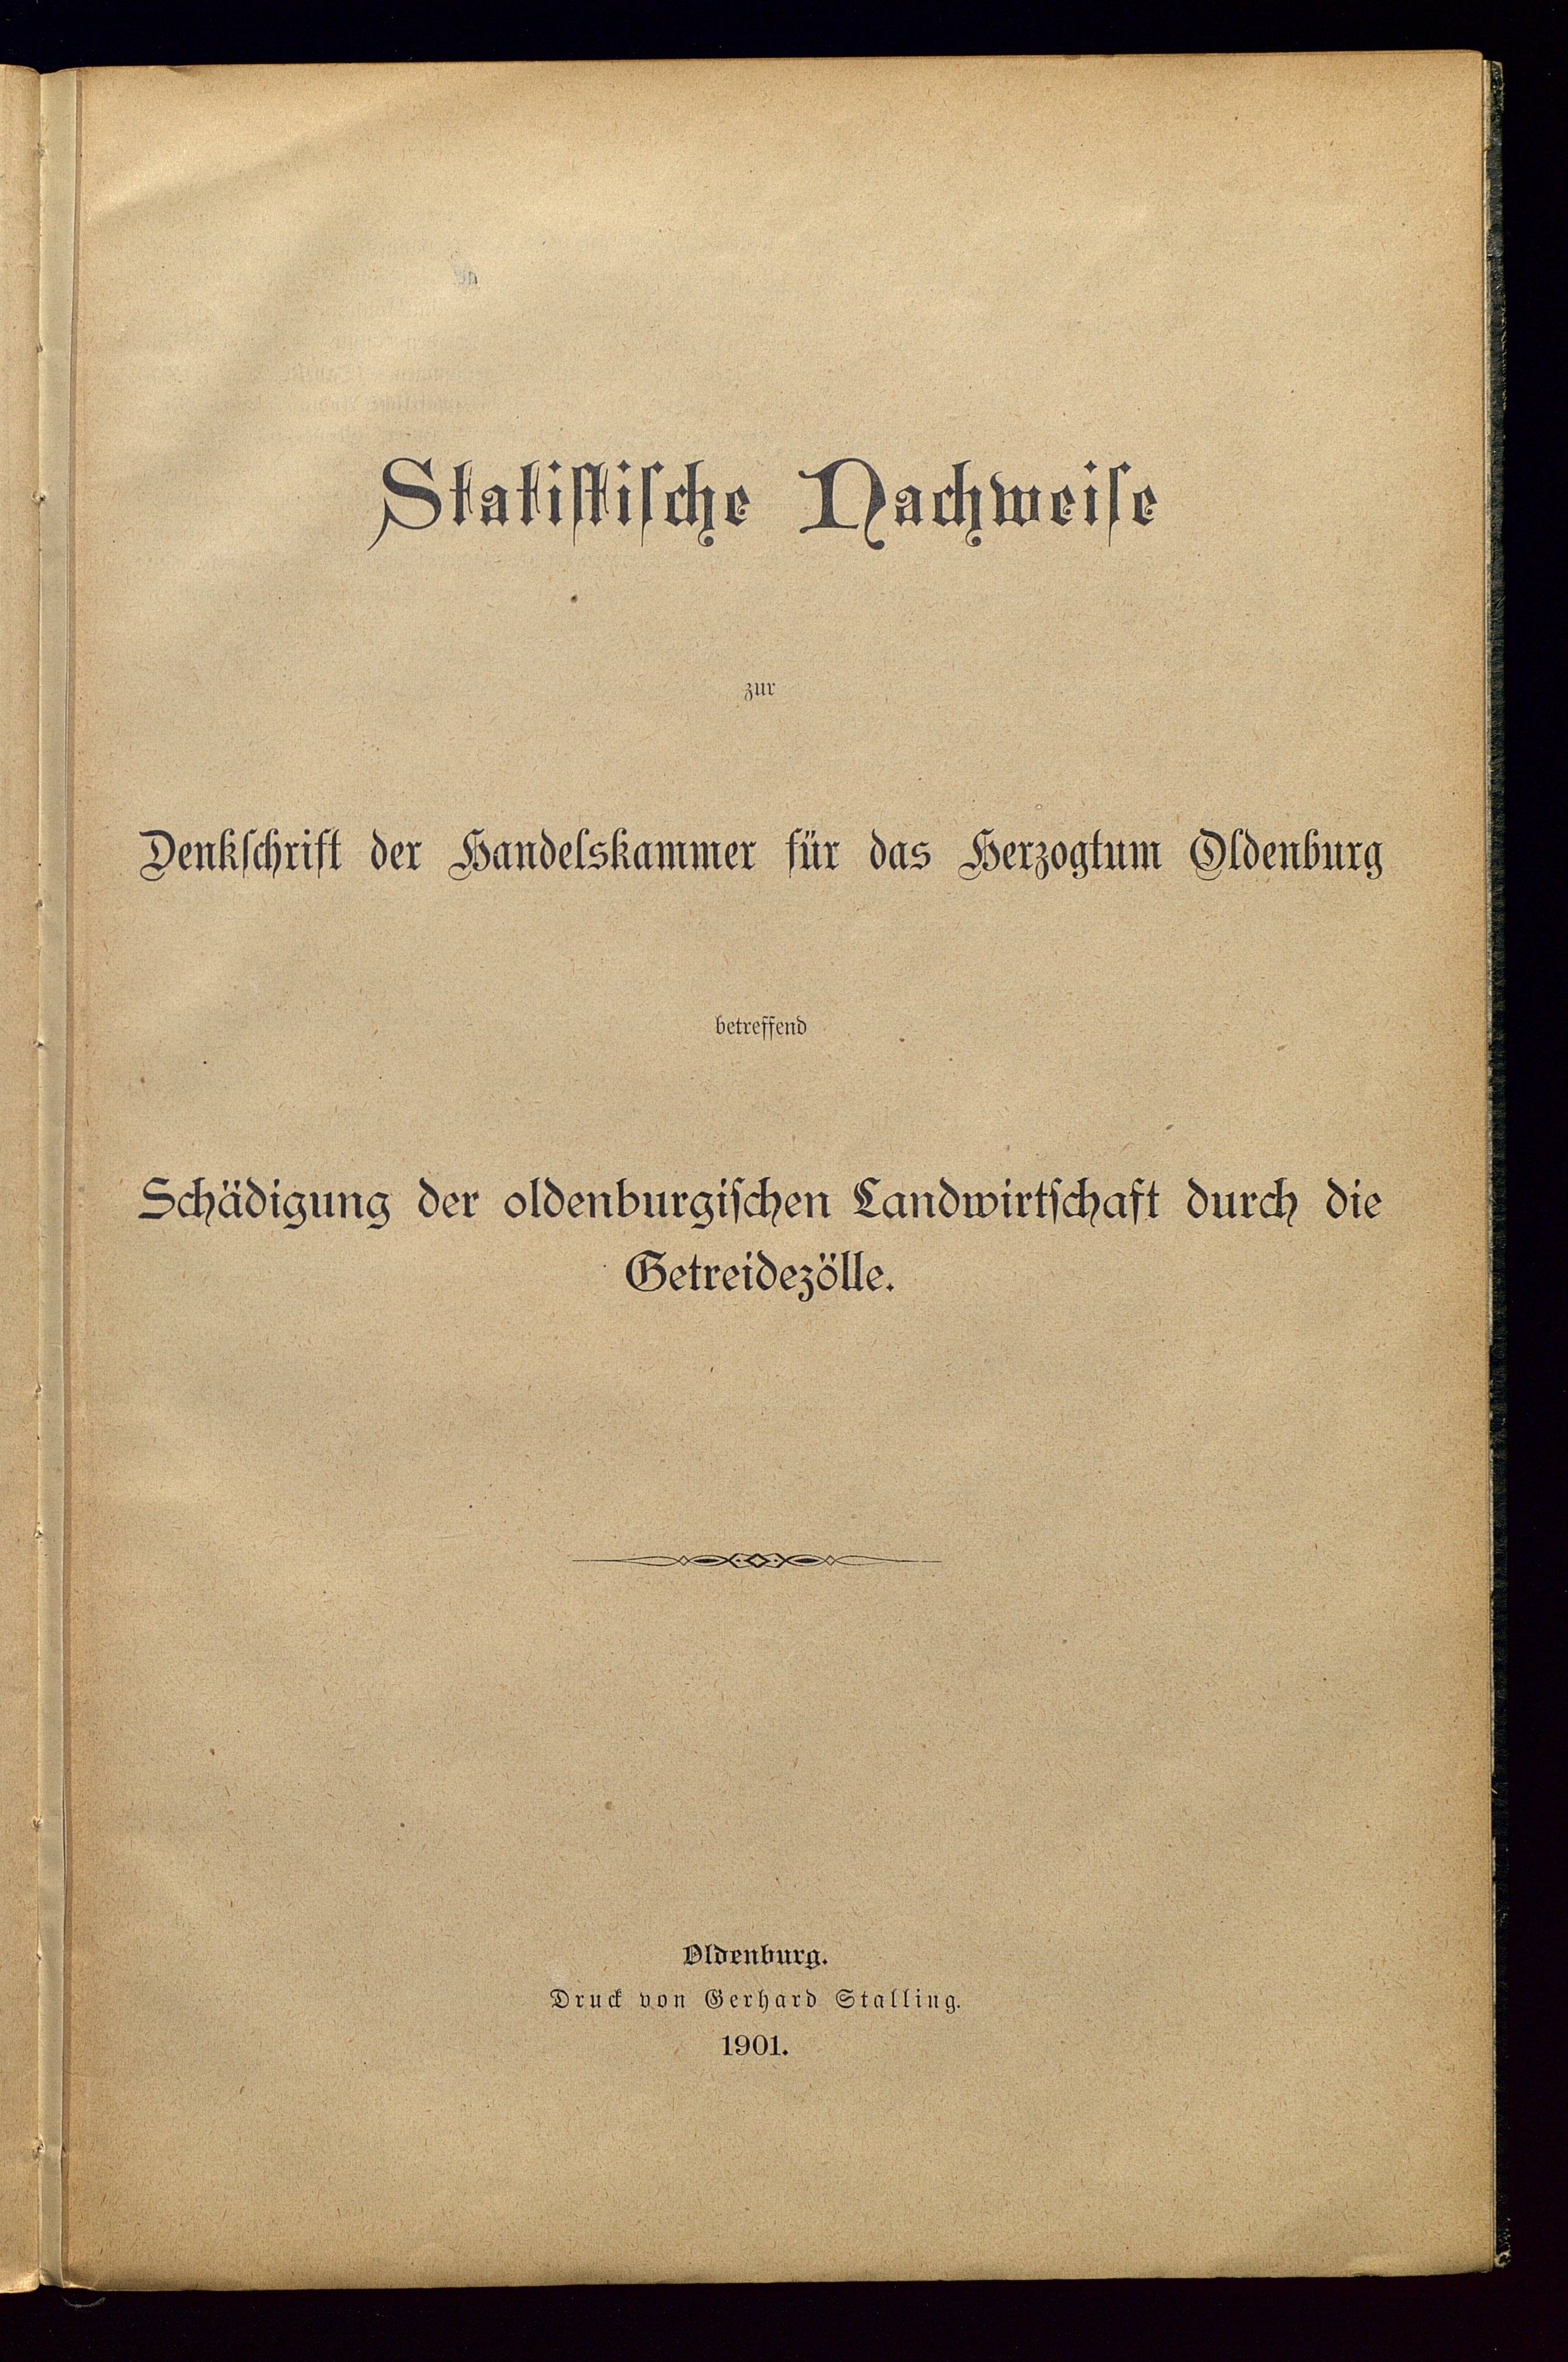 Statiſtiſche Nachweiſe
zur
Denkſchrift der Handelskammer für das Herzogtum Oldenburg
betreffend
Schädigung der oldenburgiſchen Landwirtſchaft durch die
Getreidezölle.
Oldenburg.
Druck von Gerhard Stalling.
1901.